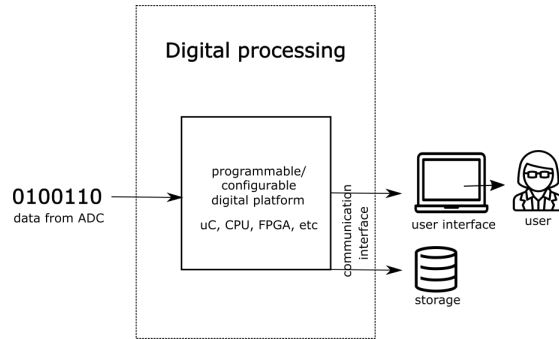 Digital processing
programmable/
configurable
digital platform
uC, CPU, FPGA, etc
0100110
data from ADC
communication
interface
user interface
user
storage